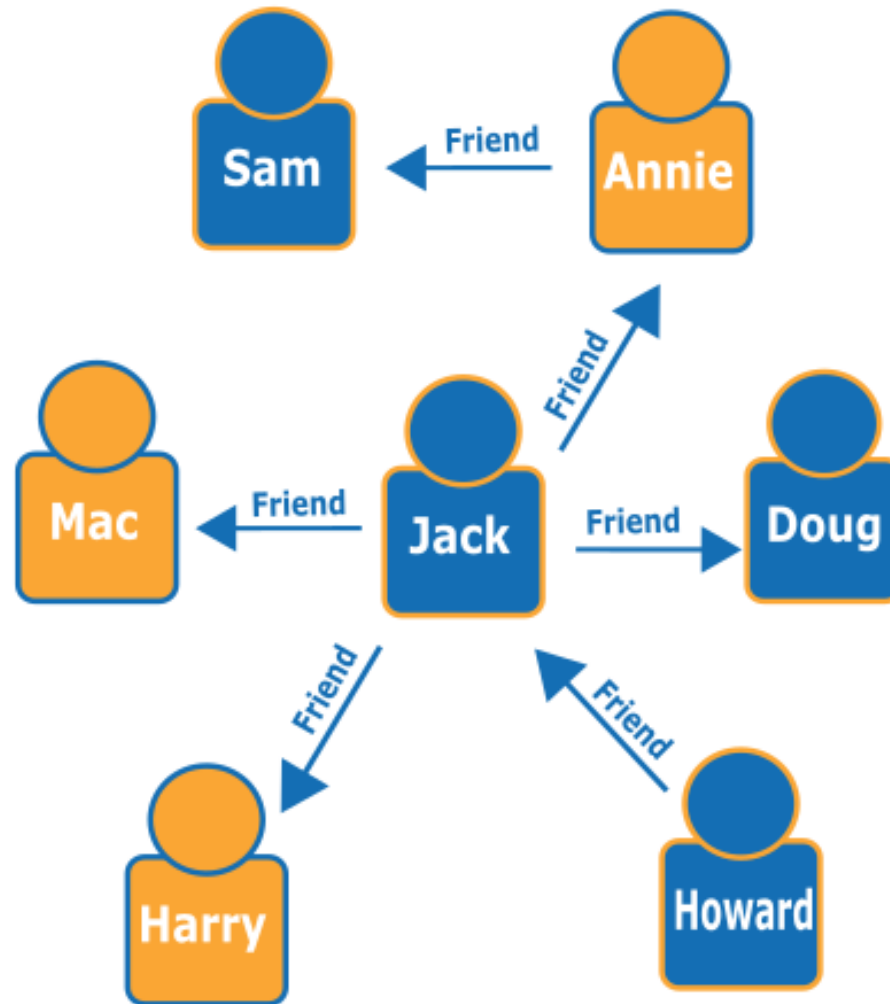 Friend
Sam
Annie
Friend
Mac
Friend
Jack
Friend
Doug
Friend
Friend
Harry
Howard